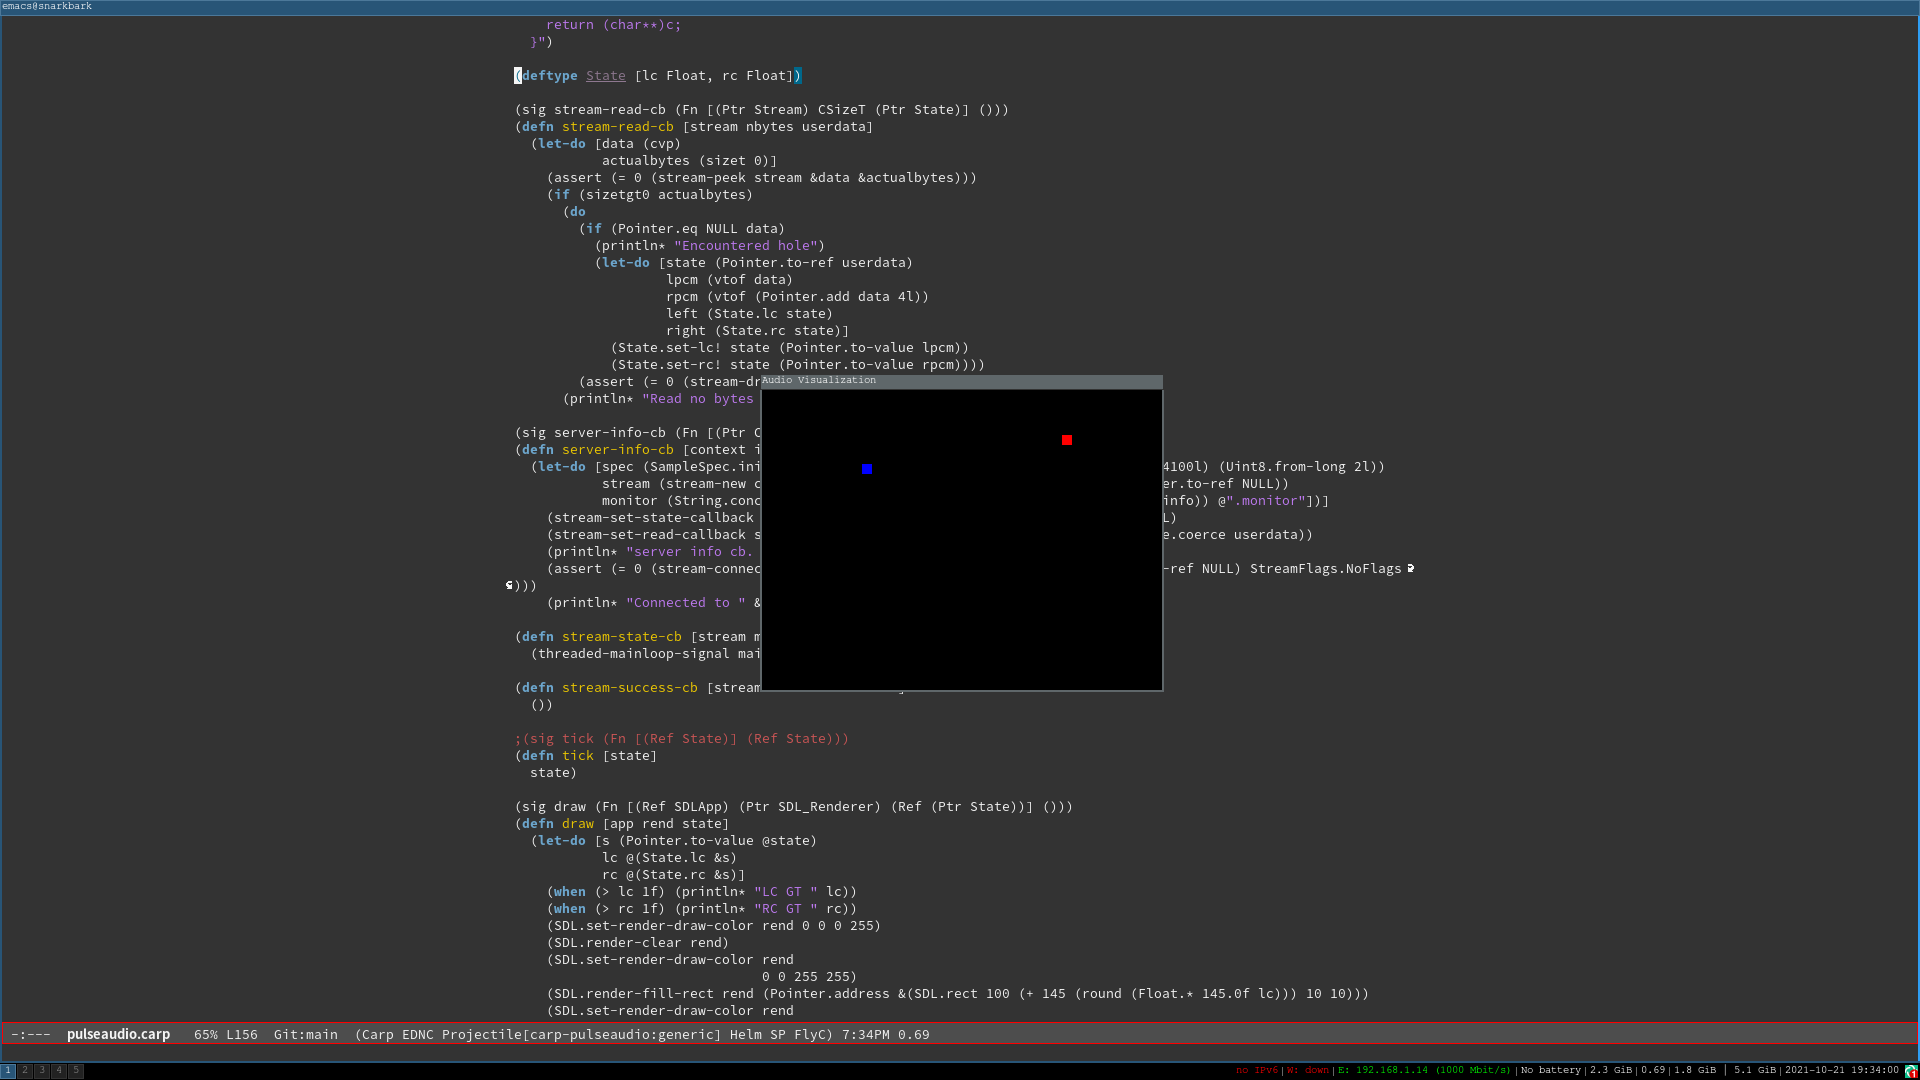 emacs@snarkbark
return (char**)c;
}")
(deftype State [lc Float, rc Float])
(sig stream-read-cb (Fn [(Ptr Stream) CSizeT (Ptr State)] ()))
(defn stream-read-cb [stream nbytes userdata]
(let-do [data (cvp)
actualbytes (sizet 0)]
(assert (= 0 (stream-peek stream &data &actualbytes)))
(if (sizetgt0 actualbytes)
(do
(if (Pointer.eq NULL data)
(println* "Encountered hole")
(let-do [state (Pointer.to-ref userdata)
lpcm (vtof data)
rpcm (vtof (Pointer.add data 4l))
left (State.lc state)
right (State.rc state)]
(State.set-lc! state (Pointer.to-value lpcm))
(State.set-rc! state (Pointer.to-value rpcm))))
(assert (= 0 (stream-dr
Audio Visualization
(println* "Read no bytes
(sig server-info-cb (Fn [(Ptr C
(defn server-info-cb [context i
(let-do [spec (SampleSpec.ini 4100l) (Uint8.from-long 2l))
stream (stream-new c er.to-ref NULL))
monitor (String.conc info)) @".monitor"])]
(stream-set-state-callback L)
(stream-set-read-callback s e.coerce userdata))
(println* "server info cb.
(assert (= 0 (stream-connec -ref NULL) StreamFlags.NoFlags
)))
(println* "Connected to " &
(defn stream-state-cb [stream m
(threaded-mainloop-signal mai
(defn stream-success-cb [stream ]
())
;(sig tick (Fn [(Ref State)] (Ref State)))
(defn tick [state]
state)
(sig draw (Fn [(Ref SDLApp) (Ptr SDL_Renderer) (Ref (Ptr State))] ()))
(defn draw [app rend state]
(let-do [s (Pointer.to-value @state)
lc @(State.lc &s)
rc @(State.rc &s)]
(when (> lc 1f) (println* "LC GT " lc))
(when (> rc 1f) (println* "RC GT " rc))
(SDL.set-render-draw-color rend 0 0 0 255)
(SDL.render-clear rend)
(SDL.set-render-draw-color rend
0 0 255 255)
(SDL.render-fill-rect rend (Pointer.address &(SDL.rect 100 (+ 145 (round (Float.* 145.0f lc))) 10 10)))
(SDL.set-render-draw-color rend
-:--- pulseaudio.carp 65% L156 Git:main (Carp EDNC Projectile[carp-pulseaudio:generic] Helm SP FlyC) 7:34PM 0.69
1 2 3 4 5 no IPv6|W: down|E: 192.168.1.14 (1000 Mbit/s)|No battery|2.3 GiB|0.69|1.8 GiB | 5.1 GiB|2021-10-21 19:34:00